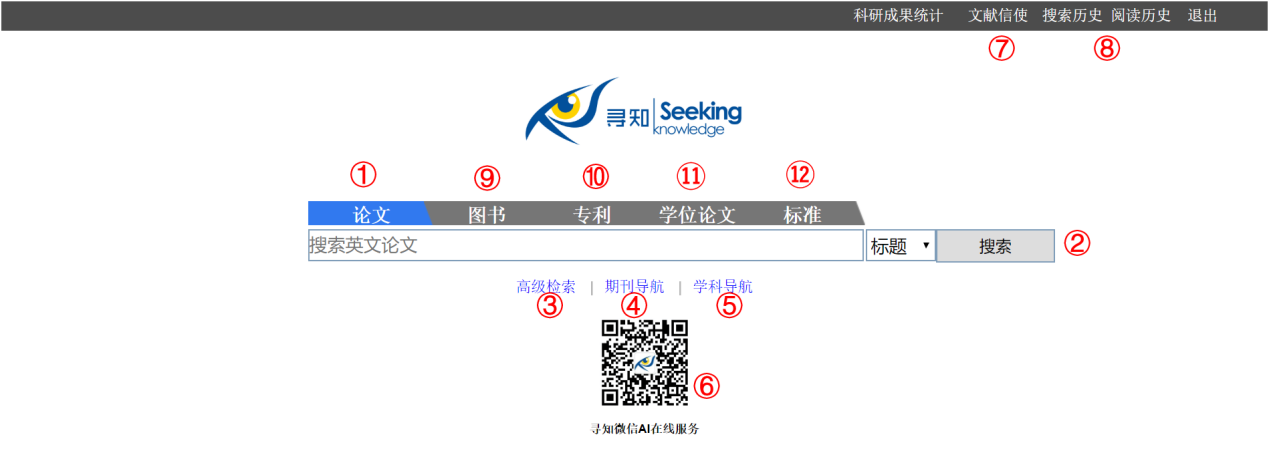 科研成果统计 文献信使 搜索历史 阅读历史 退出
⑦ ⑧
寻知 Seeking
knowledge
① ⑨ ⑩ ⑪ ⑫
论文 图书 专利 学位论文 标准
搜索英文论文 标题 搜索 ②
高级检索 | 期刊导航 | 学科导航
③ ④ ⑤
⑥
寻知微信AI在线服务